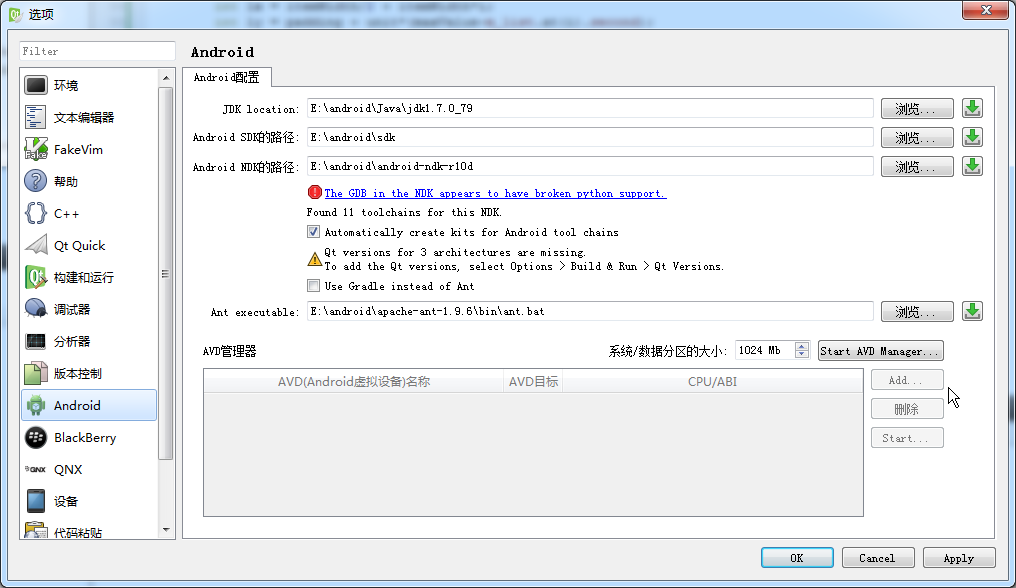 选项
Filter
环境
文本编辑器
FakeVim
帮助
C++
Qt Quick
构建和运行
调试器
分析器
版本控制
Android
BlackBerry
QNX
设备
代码粘贴
Android
Android配置
JDK location: E:\android\Java\jdk1.7.0_79 浏览...
Android SDK的路径: E:\android\sdk 浏览...
Android NDK的路径: E:\android\android-ndk-r10d 浏览...
The GDB in the NDK appears to have broken python support.
Found 11 toolchains for this NDK.
Automatically create kits for Android tool chains
Qt versions for 3 architectures are missing.
To add the Qt versions, select Options > Build & Run > Qt Versions.
Use Gradle instead of Ant
Ant executable: E:\android\apache-ant-1.9.6\bin\ant.bat 浏览...
AVD管理器 系统/数据分区的大小: 1024 Mb Start AVD Manager...
AVD(Android虚拟设备)名称 AVD目标 CPU/ABI
Add...
删除
Start...
OK Cancel Apply